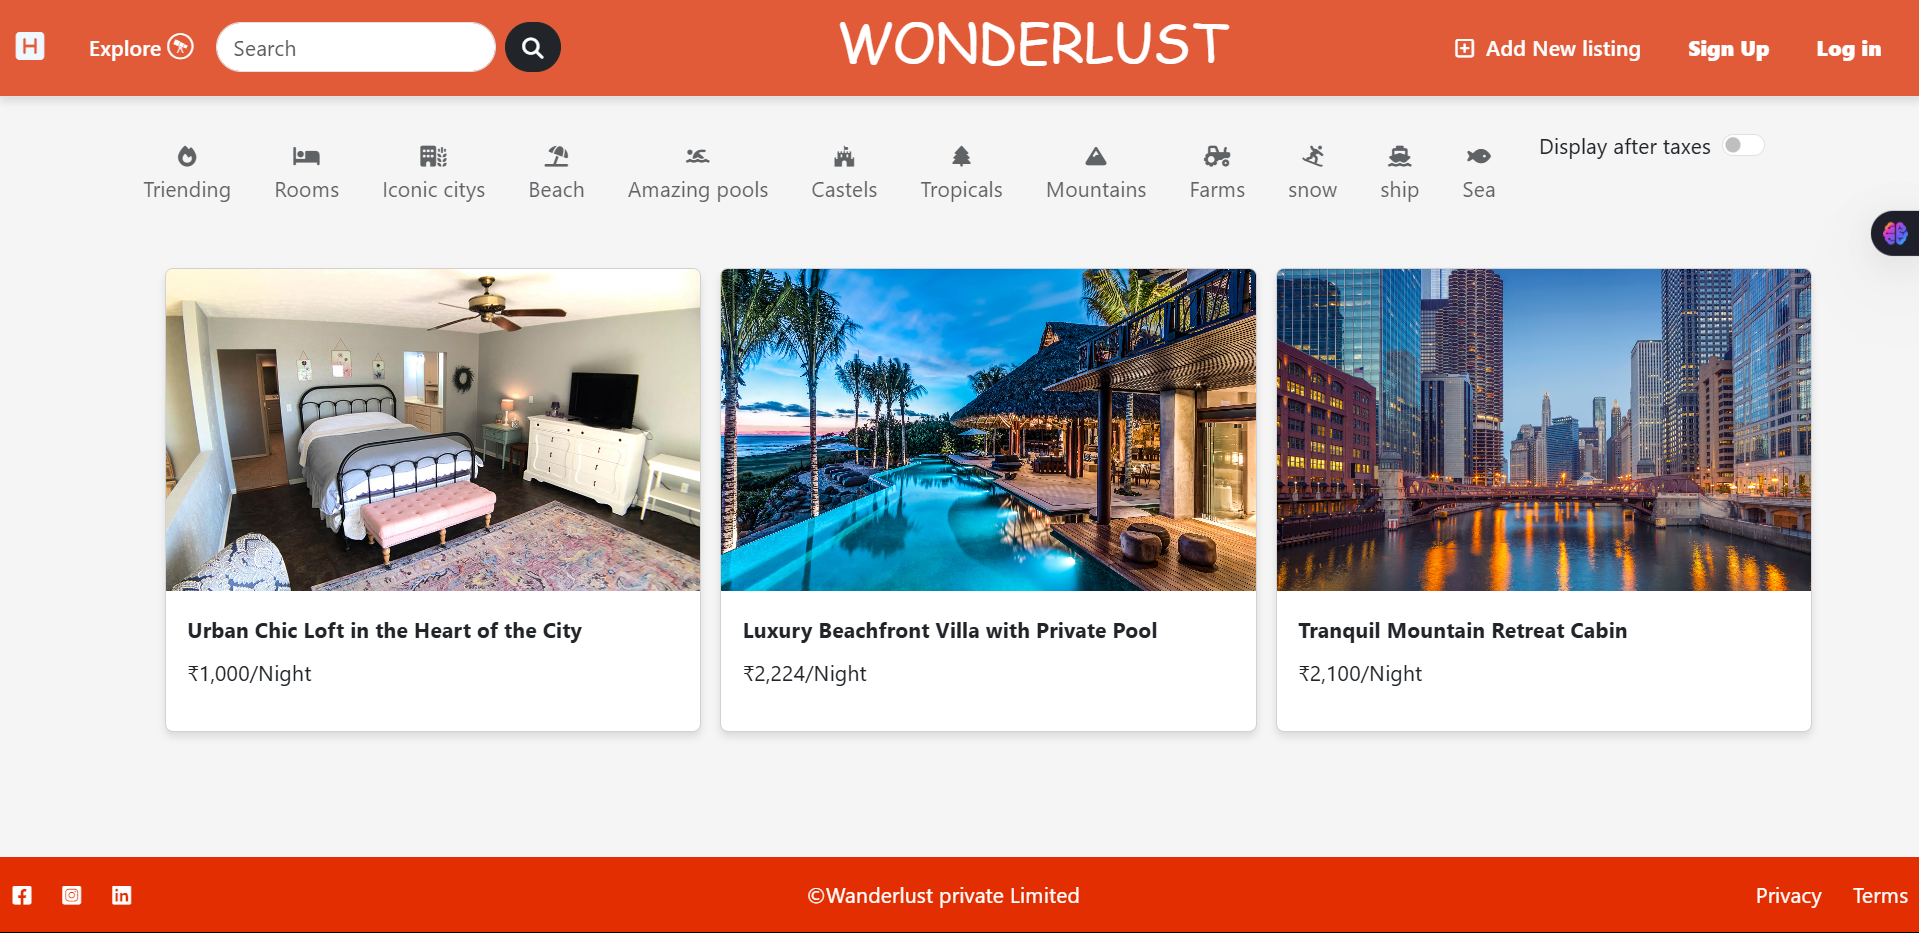 H
Explore
Search
WONDERLUST
Add New listing
Sign Up
Log in
Triending
Rooms
Iconic citys
Beach
Amazing pools
Castels
Tropicals
Mountains
Farms
snow
ship
Sea
Display after taxes
Urban Chic Loft in the Heart of the City
₹1,000/Night
Luxury Beachfront Villa with Private Pool
₹2,224/Night
Tranquil Mountain Retreat Cabin
₹2,100/Night
©Wanderlust private Limited
Privacy
Terms